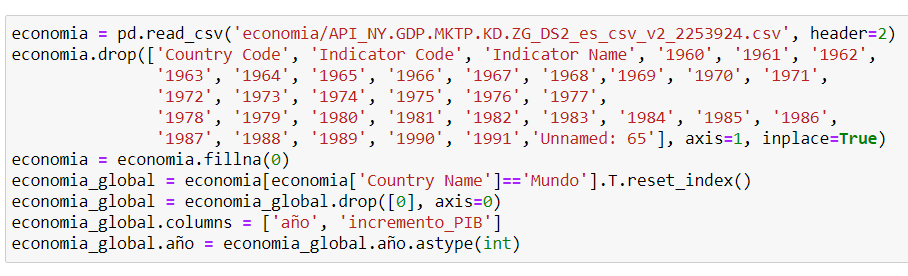 economia = pd.read_csv('economia/API_NY.GDP.MKTP.KD.ZG_DS2_es_csv_v2_2253924.csv', header=2)
economia.drop(['Country Code', 'Indicator Code', 'Indicator Name', '1960', '1961', '1962',
'1963', '1964', '1965', '1966', '1967', '1968','1969', '1970', '1971',
'1972', '1973', '1974', '1975', '1976', '1977',
'1978', '1979', '1980', '1981', '1982', '1983', '1984', '1985', '1986',
'1987', '1988', '1989', '1990', '1991','Unnamed: 65'], axis=1, inplace=True)
economia = economia.fillna(0)
economia_global = economia[economia['Country Name']=='Mundo'].T.reset_index()
economia_global = economia_global.drop([0], axis=0)
economia_global.columns = ['año', 'incremento_PIB']
economia_global.año = economia_global.año.astype(int)